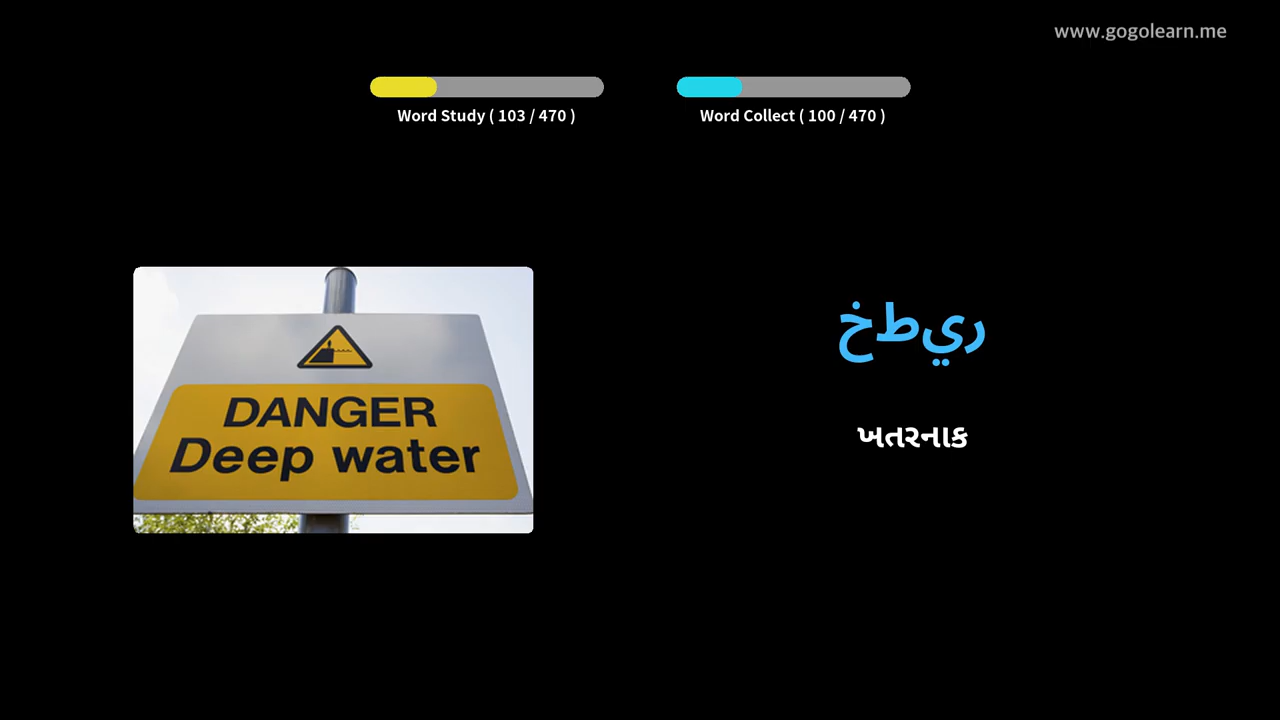 www.gogolearn.me
Word Study ( 103 / 470 )
Word Collect ( 100 / 470 )
DANGER
Deep water
خطير
ખતરનાક